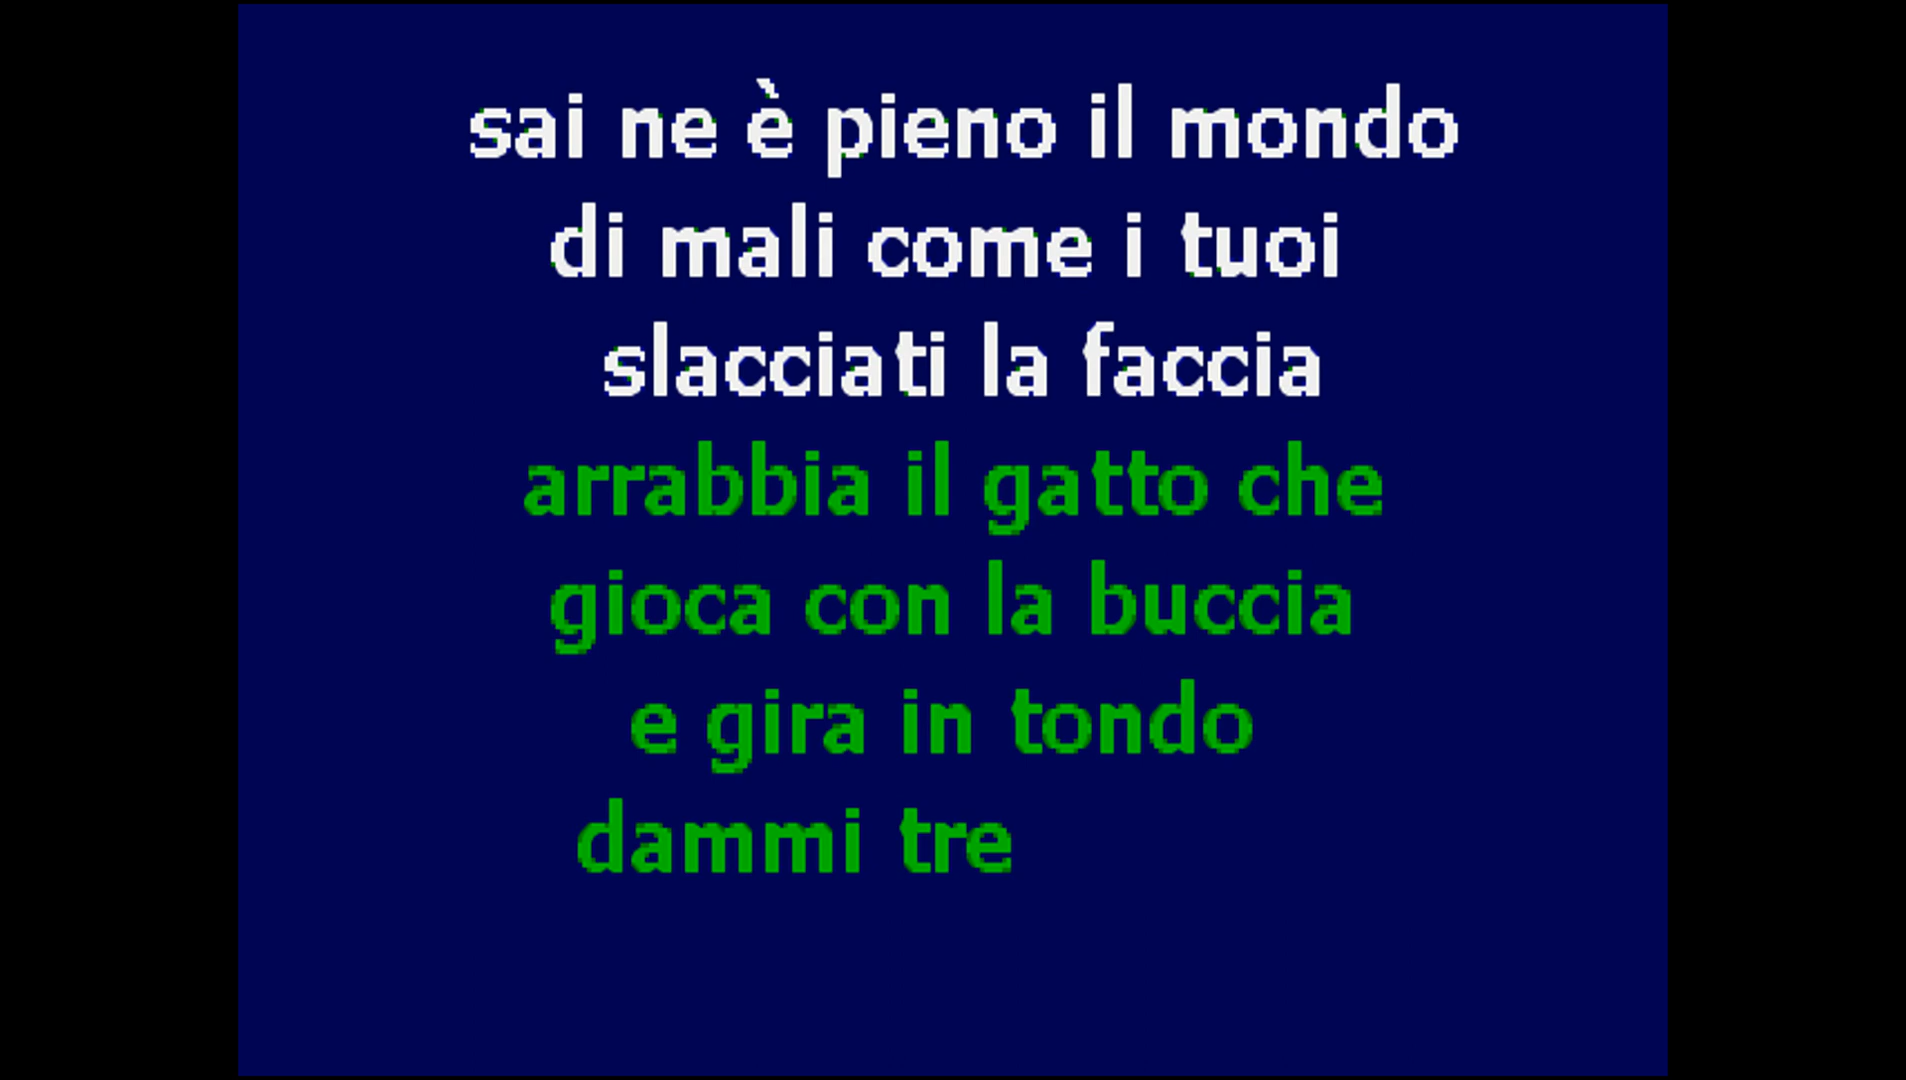 sai ne è pieno il mondo
di mali come i tuoi
slacciati la faccia
arrabbia il gatto che
gioca con la buccia
e gira in tondo
dammi tre